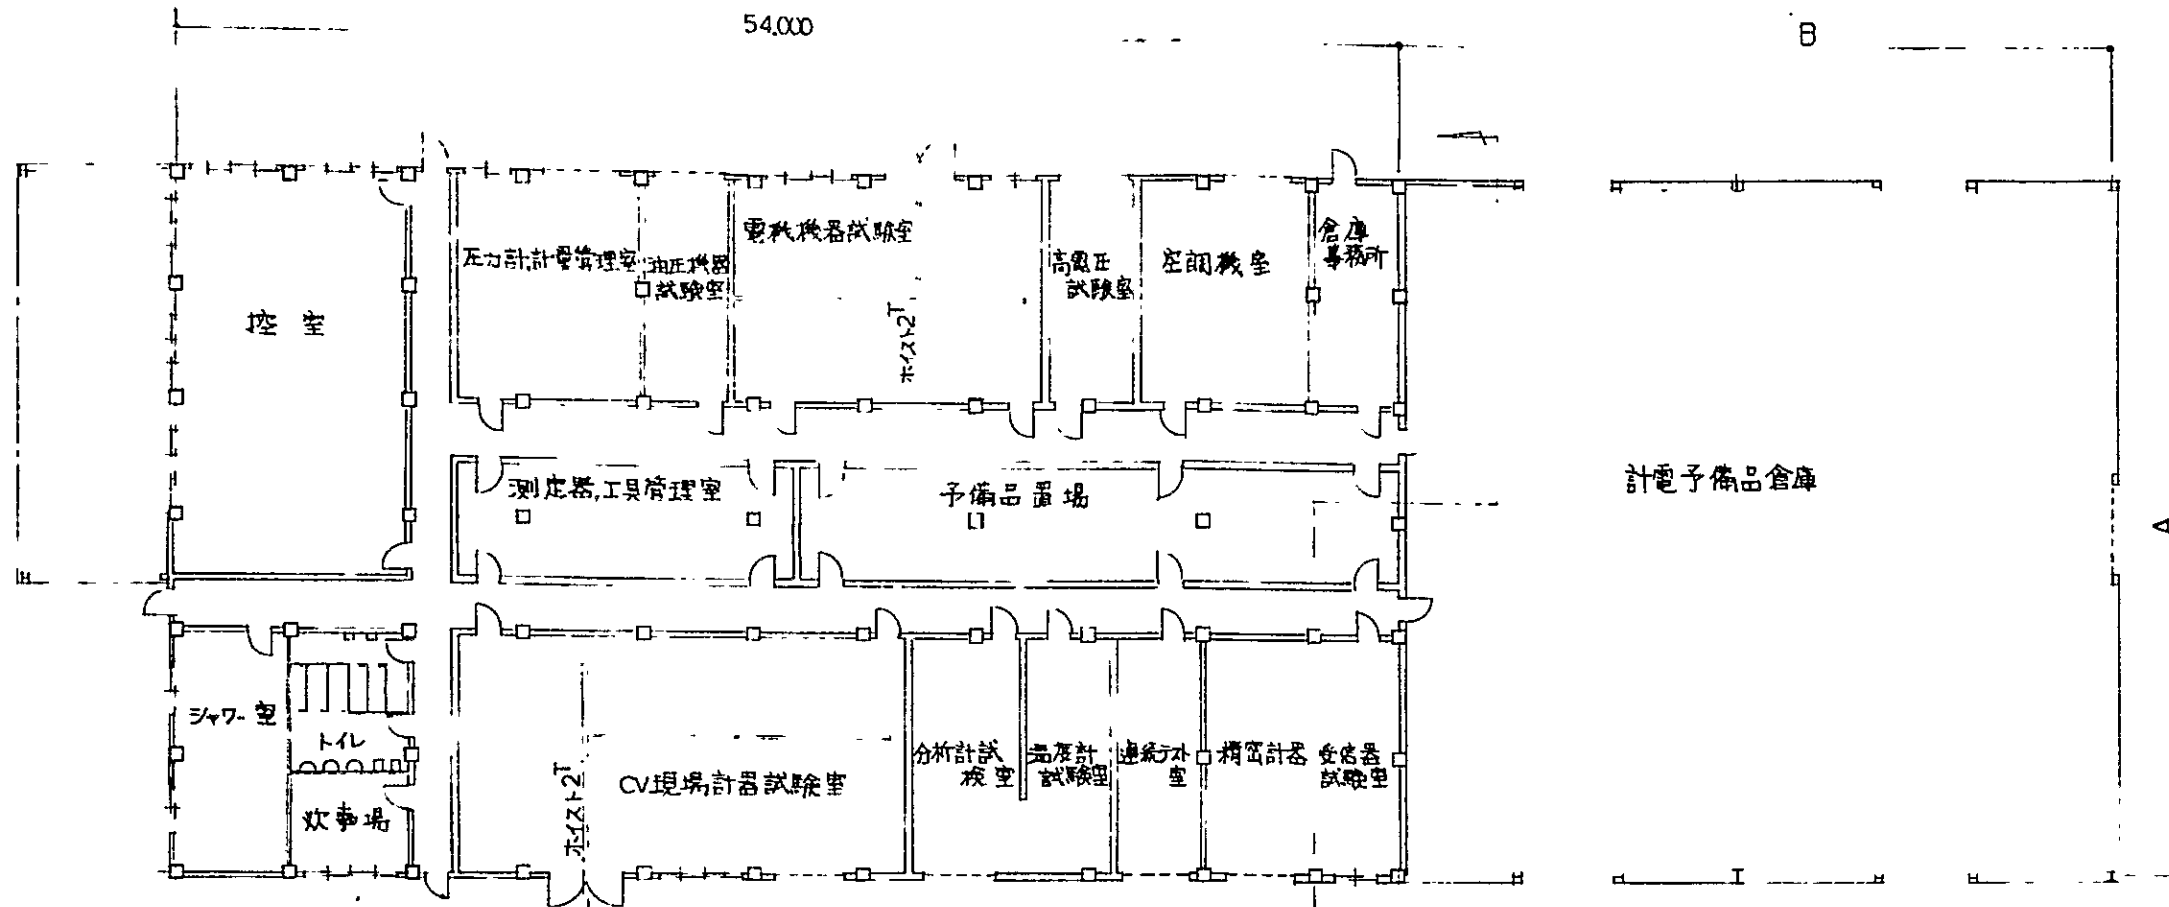 54.000
B
電機機器試験室
倉庫
事務所
圧力計計量管理室
油圧機器
試験室
高電圧
試験室
空調機室
控室
ホイスト2T
測定器,工具管理室
予備品置場
計電予備品倉庫
A
シャワー室
トイレ
炊事場
ホイスト2T
CV現場計器試験室
分析計試
検室
温度計
試験室
連続テスト
室
精密計器
受信器
試験室